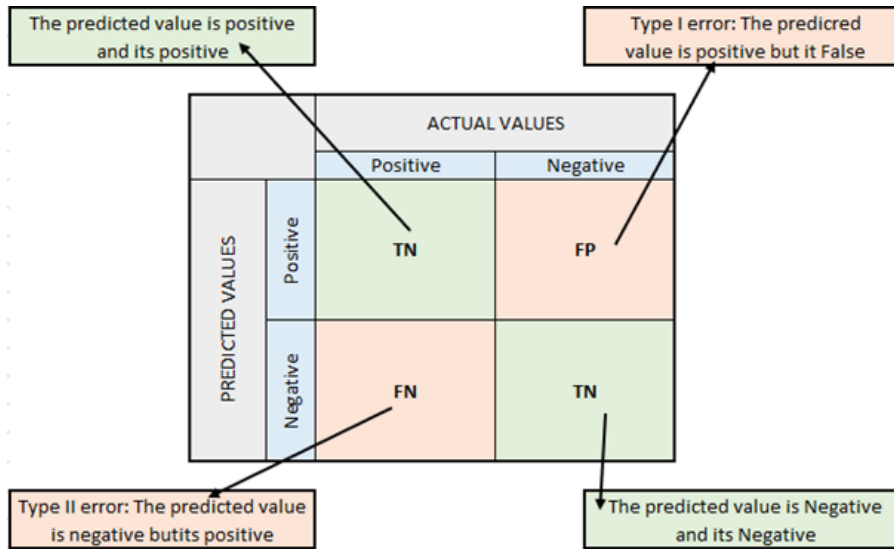 The predicted value is positive
and its positive
Type I error: The predicred
value is positive but it False
ACTUAL VALUES
Positive
Negative
PREDICTED VALUES
Positive
TN
FP
Negative
FN
TN
Type II error: The predicted value
is negative butits positive
The predicted value is Negative
and its Negative